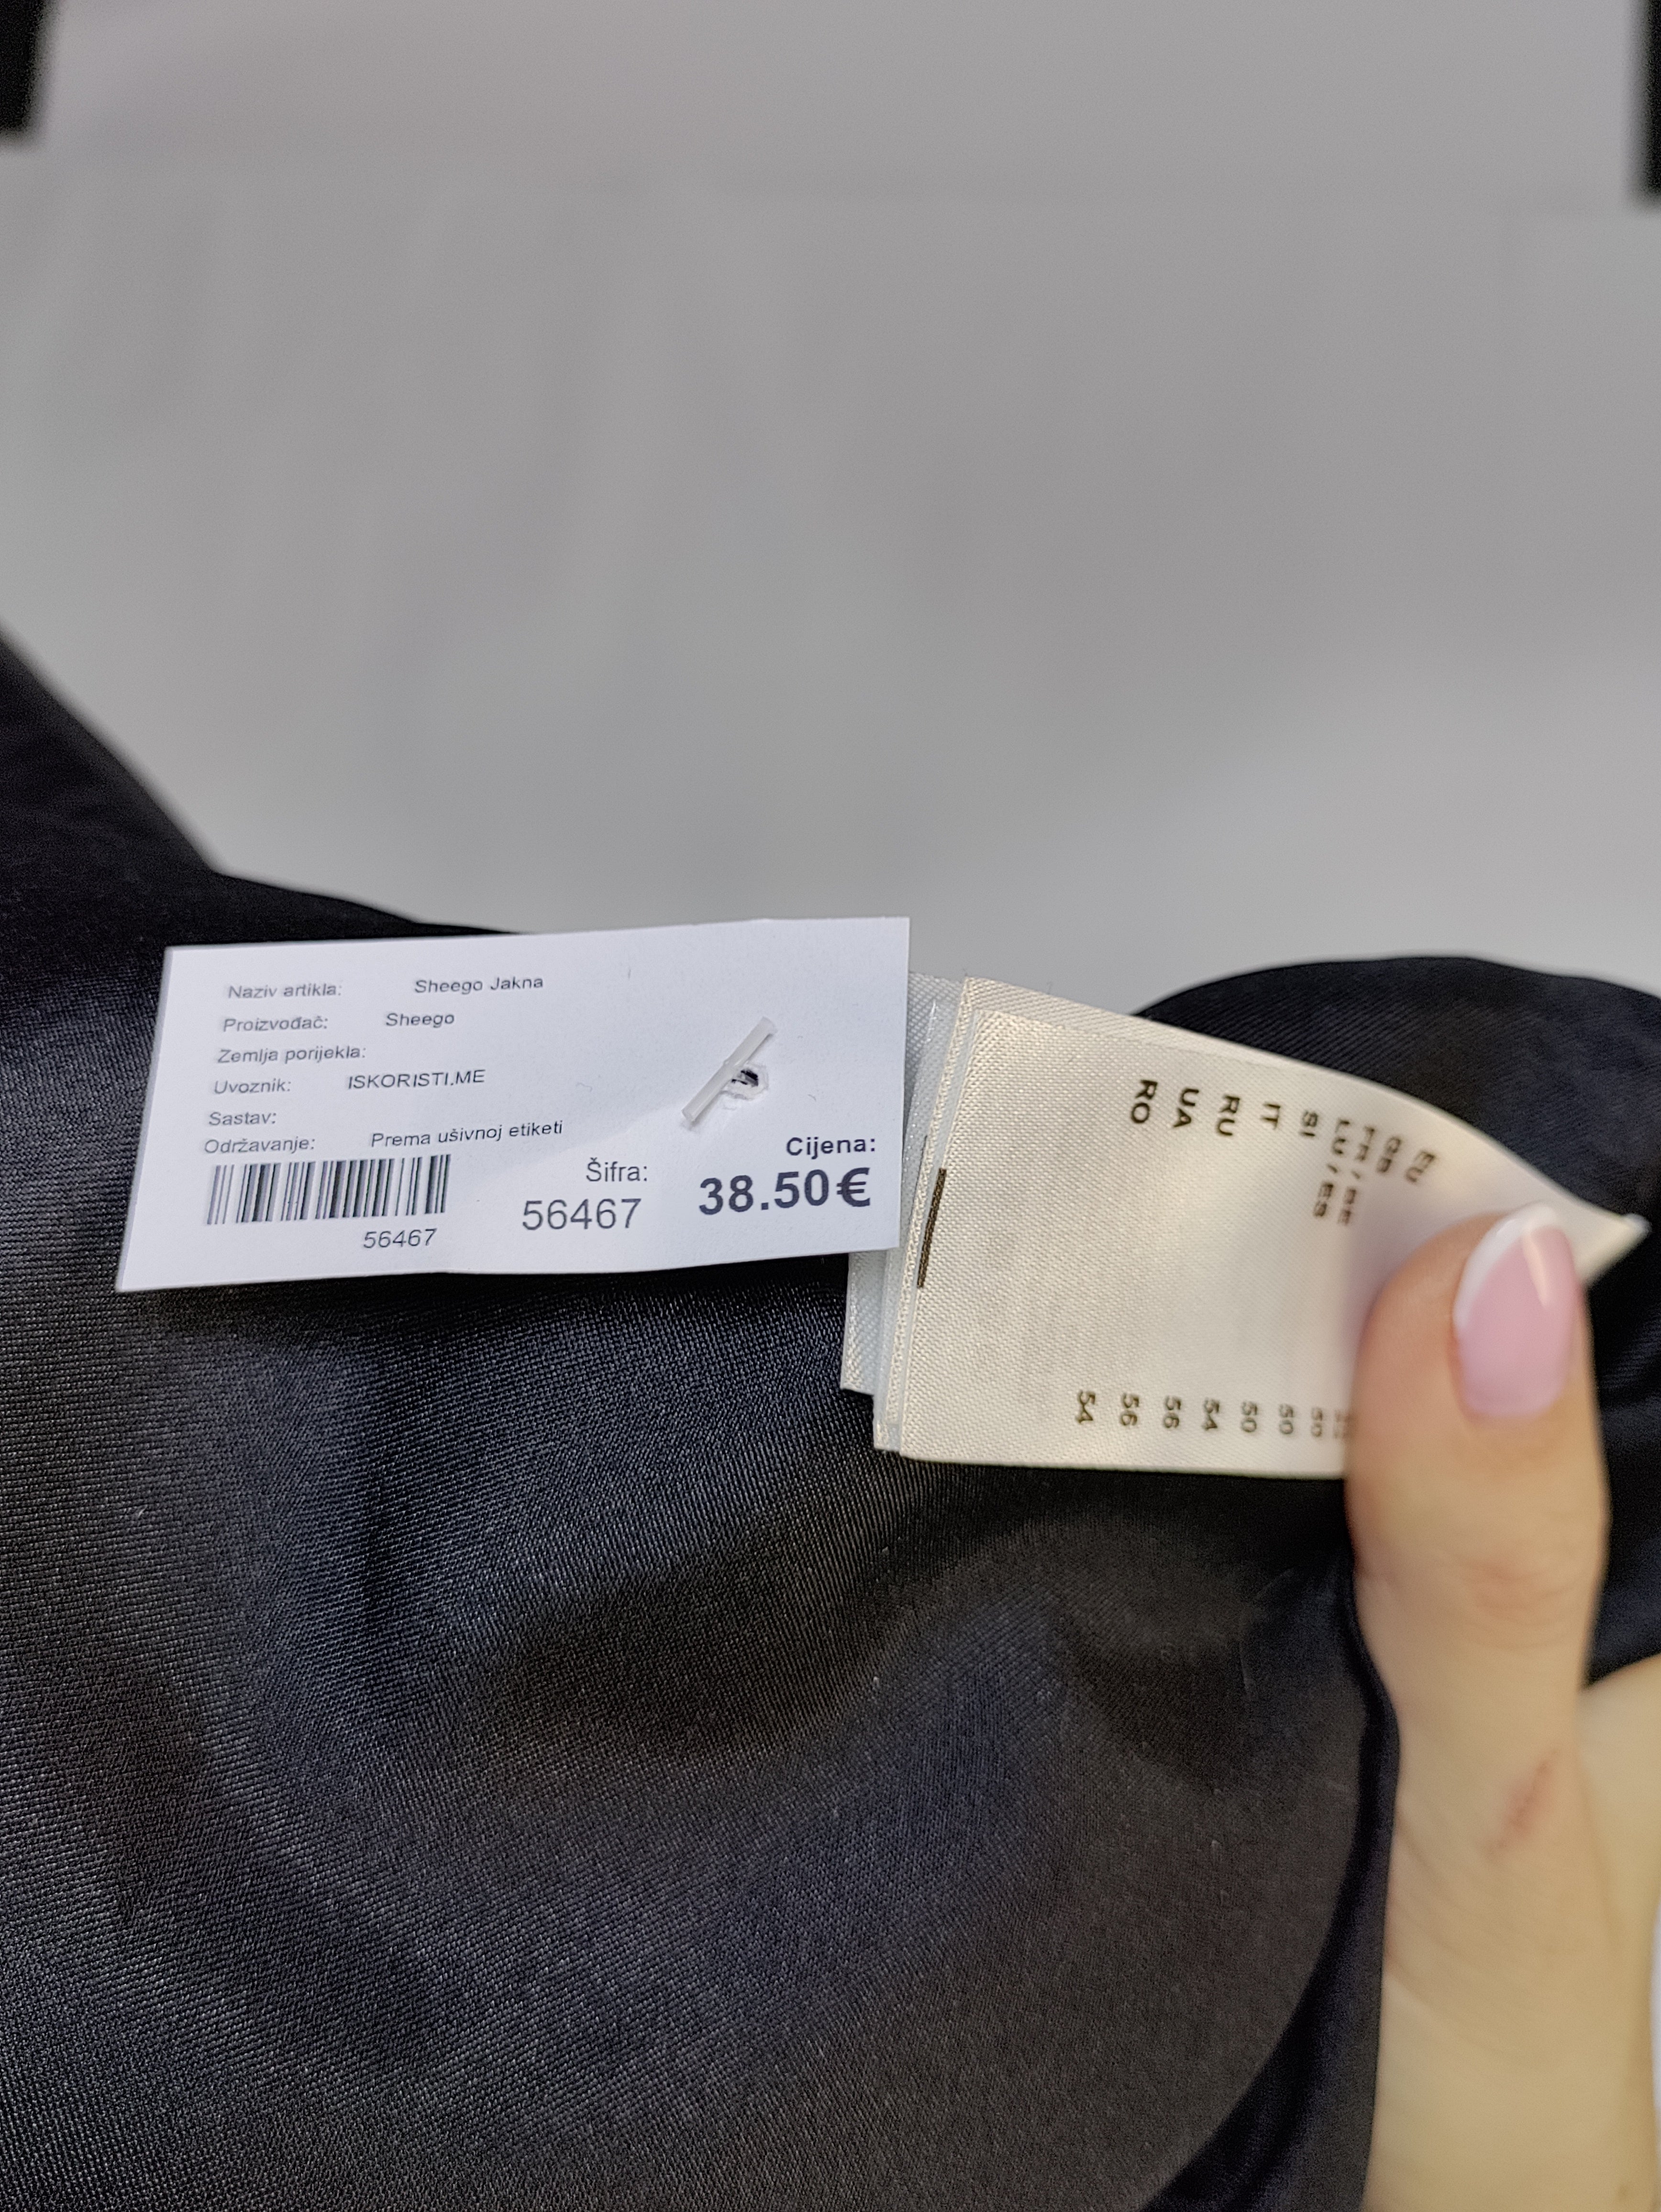 Naziv artikla: Sheego Jakna
Proizvođač: Sheego
Zemlja porijekla:
Uvoznik: ISKORISTI.ME
Sastav:
Održavanje: Prema ušivnoj etiketi
Cijena:
Šifra:
38.50€
56467
56467
EU
GB
FR / BE
LU / ES
SI
IT
RU
UA
RO
50
50
50
54
56
56
54